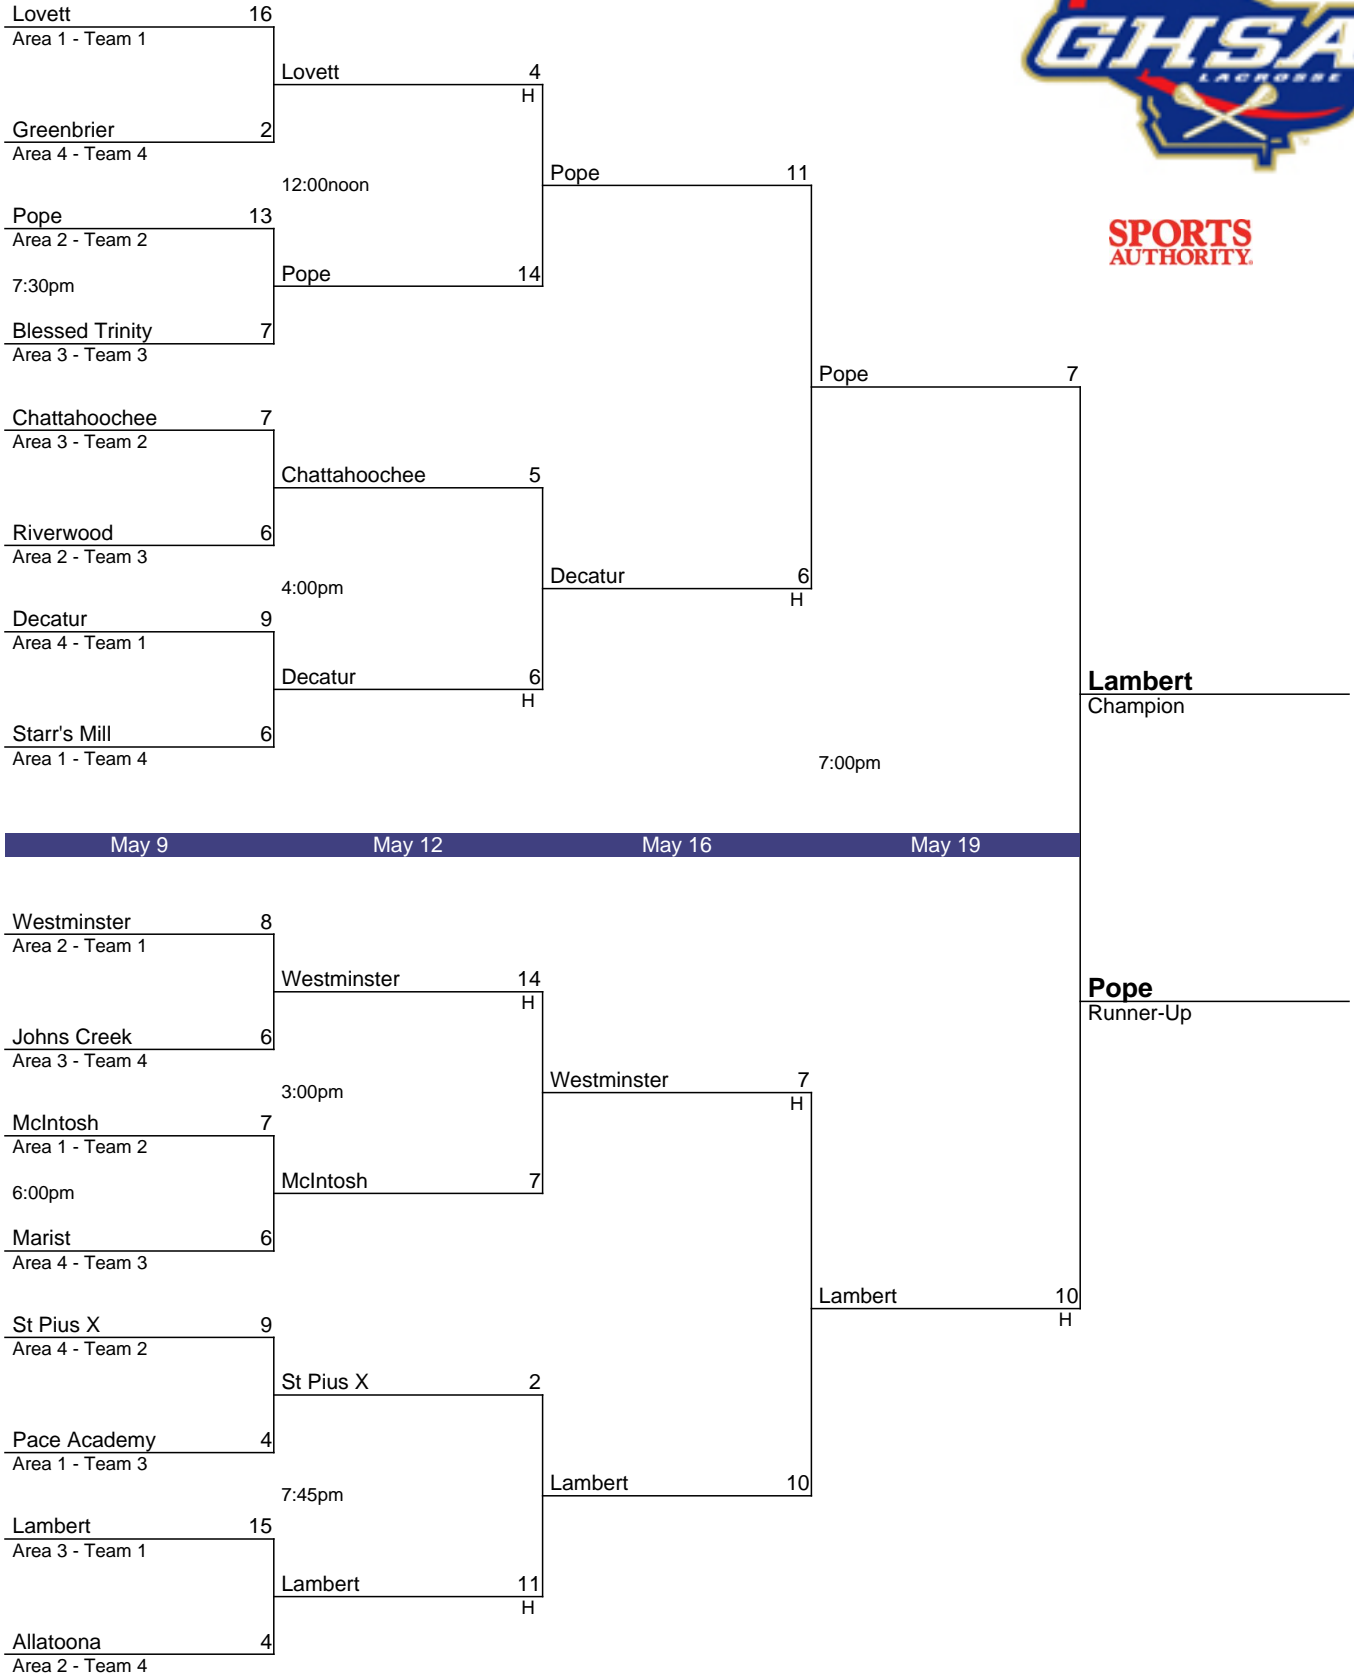 Lovett 16
Area 1 - Team 1
Lovett 4
H
Greenbrier 2
Area 4 - Team 4
12:00noon
Pope 11
Pope 13
Area 2 - Team 2
7:30pm
Pope 14
Blessed Trinity 7
Area 3 - Team 3
Pope 7
Chattahoochee 7
Area 3 - Team 2
Chattahoochee 5
Riverwood 6
Area 2 - Team 3
4:00pm
Decatur 6
H
Decatur 9
Area 4 - Team 1
Decatur 6
H
Starr's Mill 6
Area 1 - Team 4
7:00pm
Lambert
Champion
GHSA
LACROSSE
TM
SPORTS
AUTHORITY.
May 9 May 12 May 16 May 19
Westminster 8
Area 2 - Team 1
Westminster 14
H
Johns Creek 6
Area 3 - Team 4
3:00pm
Westminster 7
H
McIntosh 7
Area 1 - Team 2
6:00pm
McIntosh 7
Marist 6
Area 4 - Team 3
Pope
Runner-Up
Lambert 10
H
St Pius X 9
Area 4 - Team 2
St Pius X 2
Pace Academy 4
Area 1 - Team 3
7:45pm
Lambert 10
Lambert 15
Area 3 - Team 1
Lambert 11
H
Allatoona 4
Area 2 - Team 4